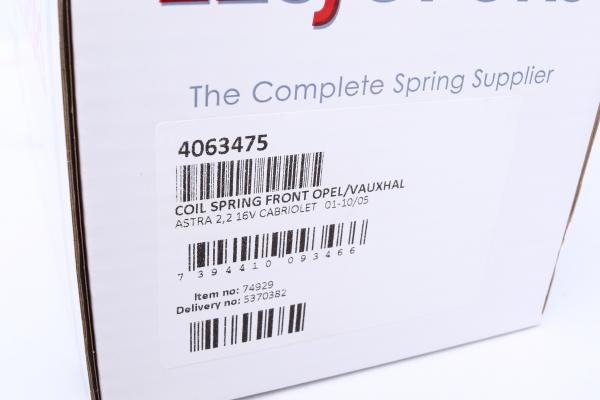 The Complete Spring Supplier
4063475
COIL SPRING FRONT OPEL/VAUXHAL
ASTRA 2,2 16V CABRIOLET 01-10/05
7 394410 093466
Item no: 74929
Delivery no: 5370382